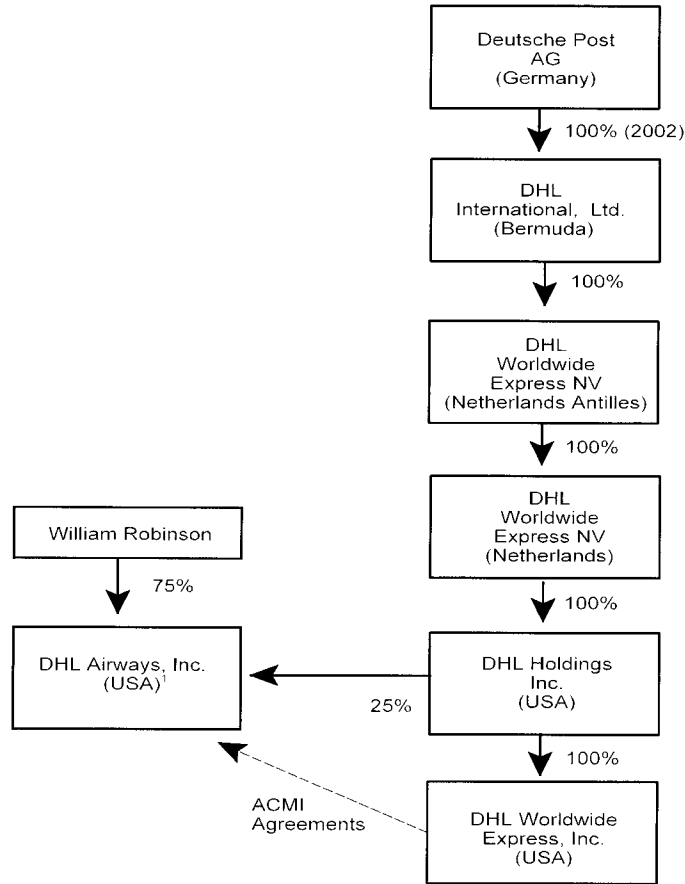 Deutsche Post
AG
(Germany)
100% (2002)
DHL
International, Ltd.
(Bermuda)
100%
DHL
Worldwide
Express NV
(Netherlands Antilles)
100%
DHL
Worldwide
Express NV
(Netherlands)
100%
William Robinson
75%
DHL Airways, Inc.
(USA)1
25%
DHL Holdings
Inc.
(USA)
100%
ACMI
Agreements
DHL Worldwide
Express, Inc.
(USA)